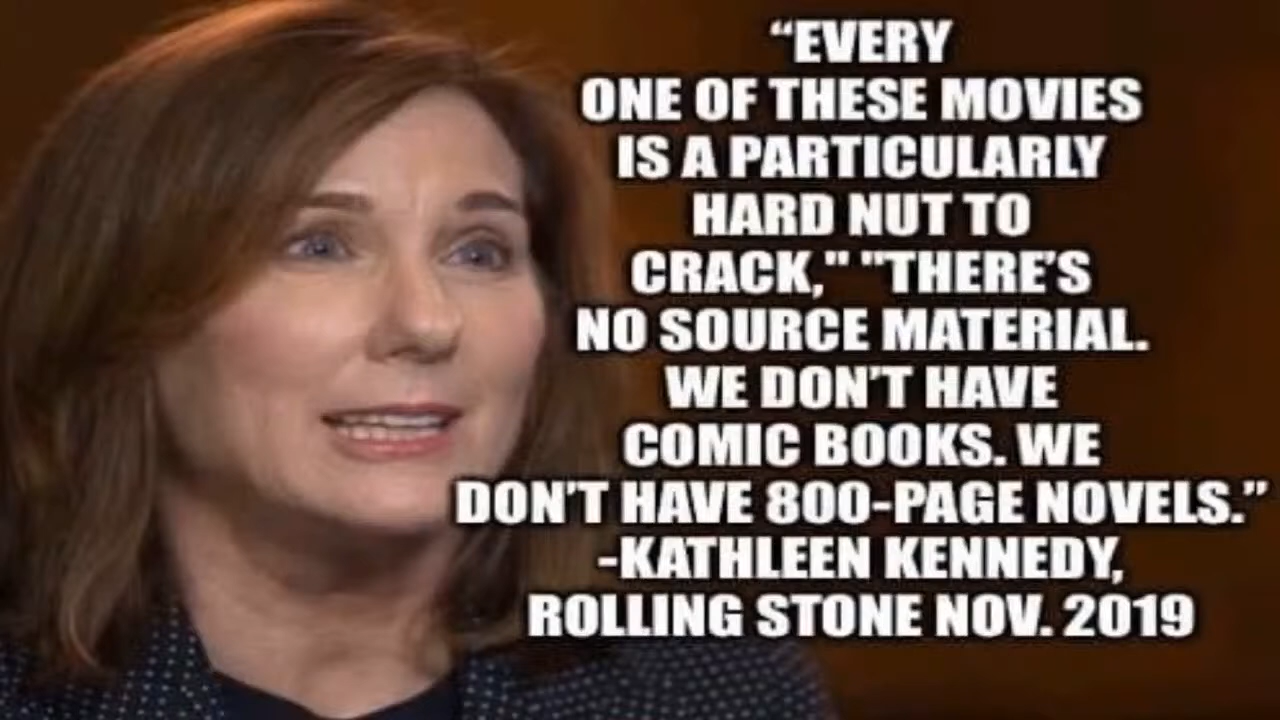 “EVERY
ONE OF THESE MOVIES
IS A PARTICULARLY
HARD NUT TO
CRACK," "THERE’S
NO SOURCE MATERIAL.
WE DON’T HAVE
COMIC BOOKS. WE
DON’T HAVE 800-PAGE NOVELS.”
-KATHLEEN KENNEDY,
ROLLING STONE NOV. 2019